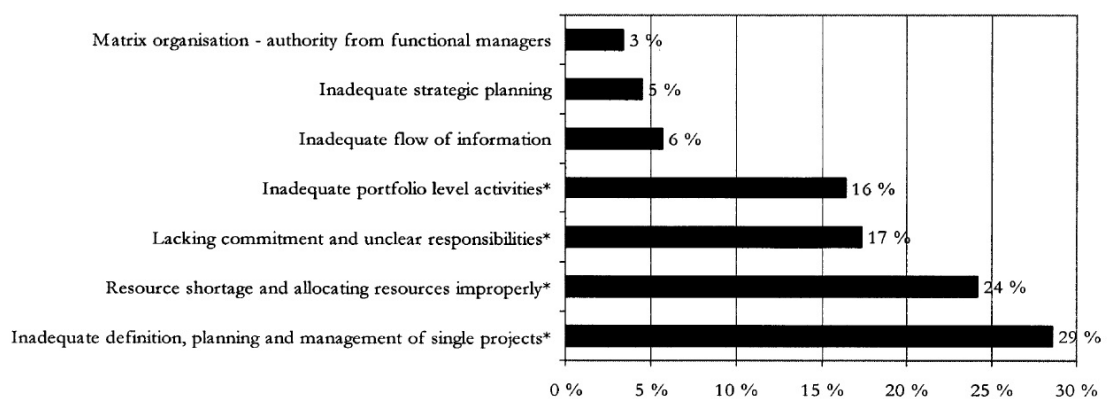 Matrix organisation - authority from functional managers 3 %
Inadequate strategic planning 5 %
Inadequate flow of information 6 %
Inadequate portfolio level activities* 16 %
Lacking commitment and unclear responsibilities* 17 %
Resource shortage and allocating resources improperly* 24 %
Inadequate definition, planning and management of single projects* 29 %
0 % 5 % 10 % 15 % 20 % 25 % 30 %